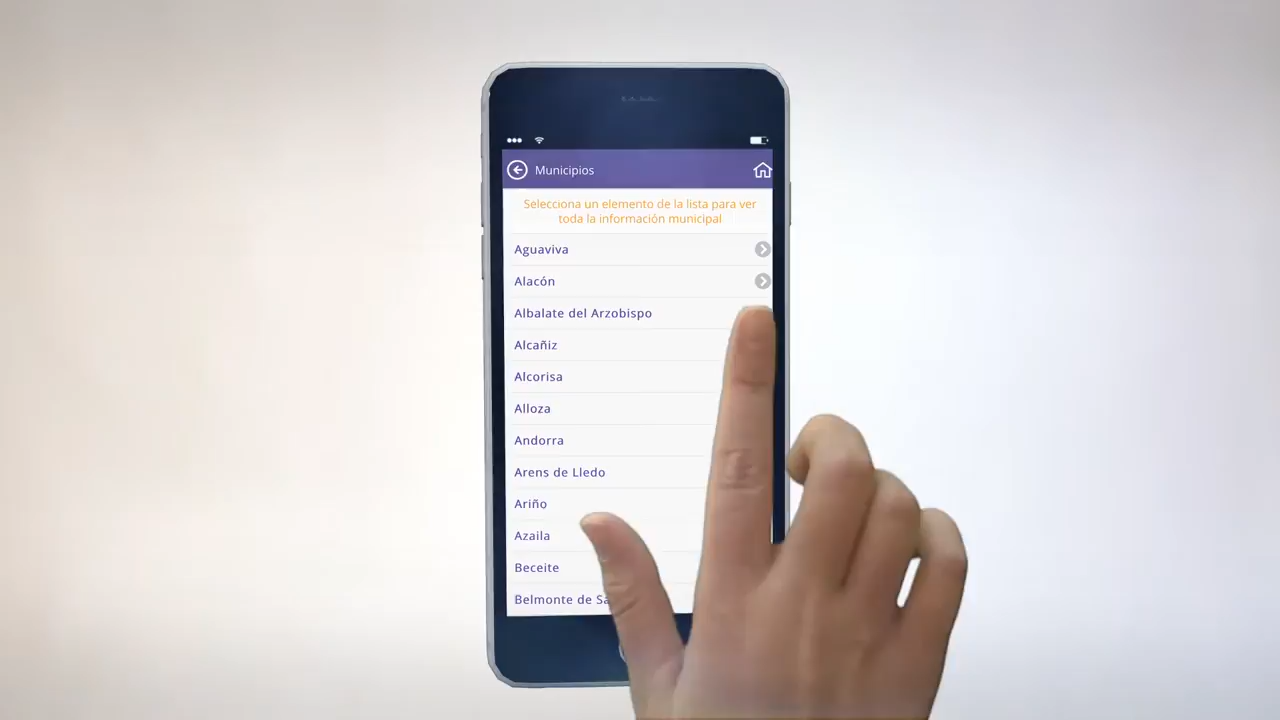 Municipios
Selecciona un elemento de la lista para ver
toda la información municipal
Aguaviva
Alacón
Albalate del Arzobispo
Alcañiz
Alcorisa
Alloza
Andorra
Arens de Lledo
Ariño
Azaila
Beceite
Belmonte de